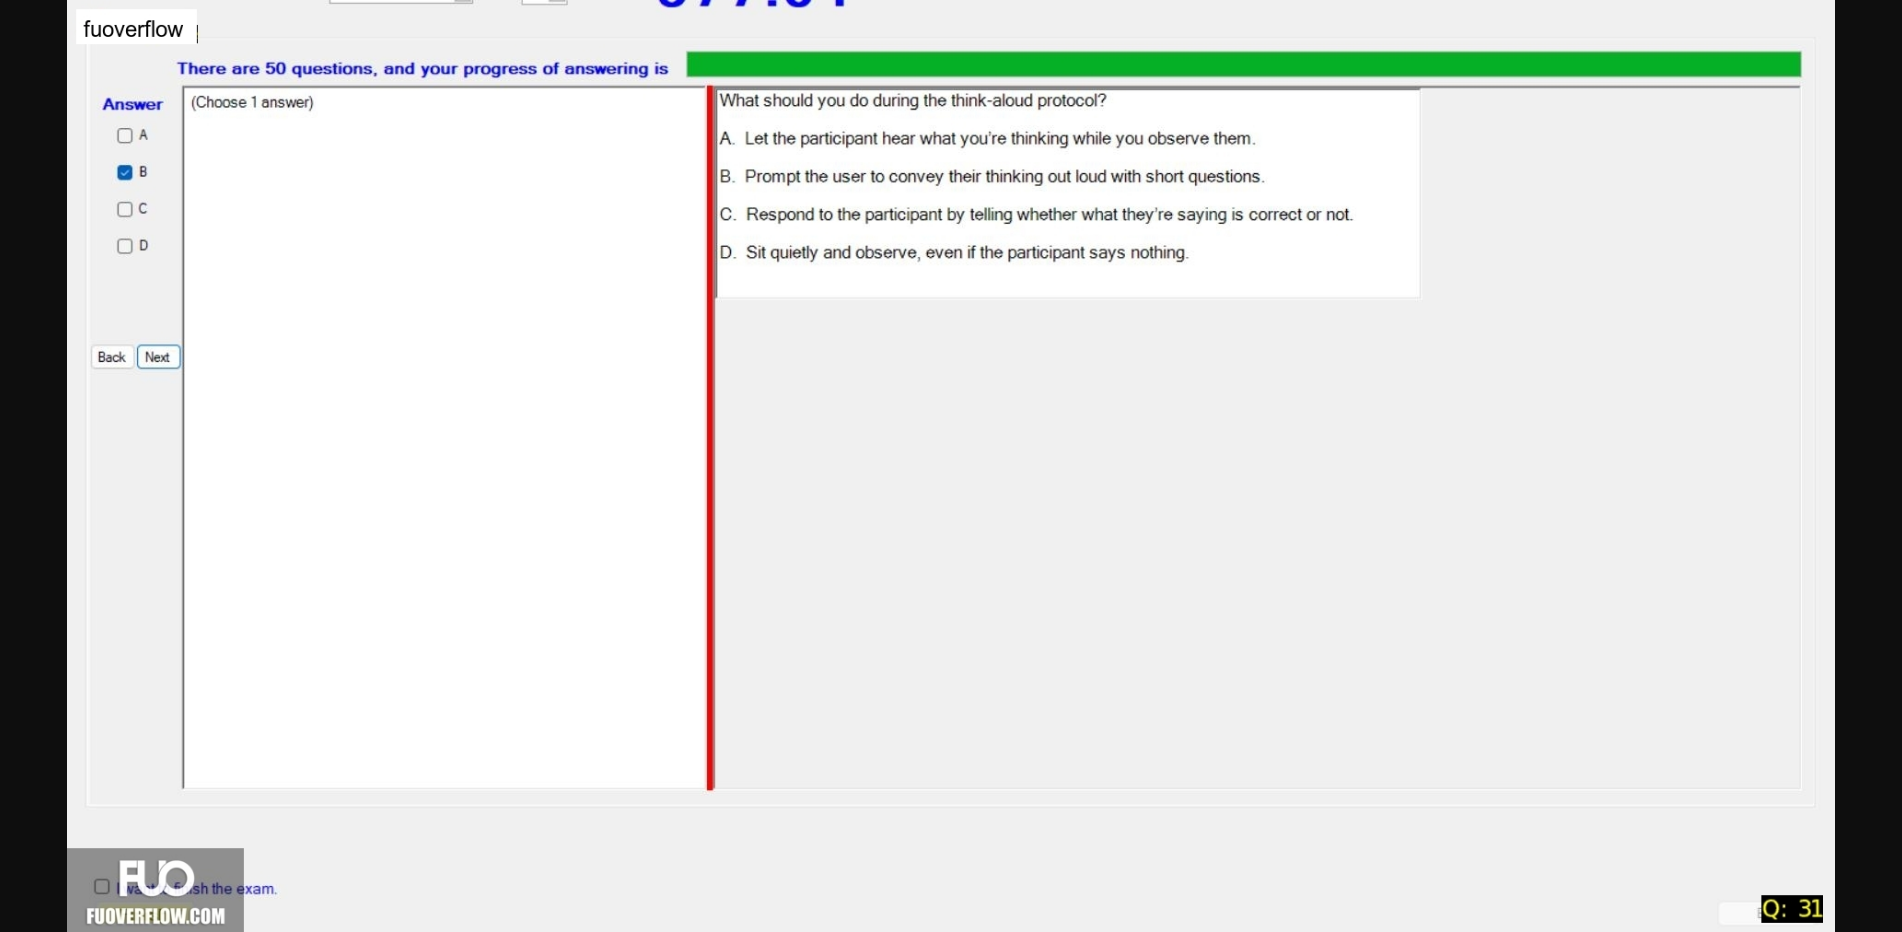 fuoverflow
There are 50 questions, and your progress of answering is
Answer
(Choose 1 answer)
A
B
C
D
Back
Next
What should you do during the think-aloud protocol?
A. Let the participant hear what you're thinking while you observe them.
B. Prompt the user to convey their thinking out loud with short questions.
C. Respond to the participant by telling whether what they're saying is correct or not.
D. Sit quietly and observe, even if the participant says nothing.
FUO
the exam.
FUOVERFLOW.COM
Q: 31